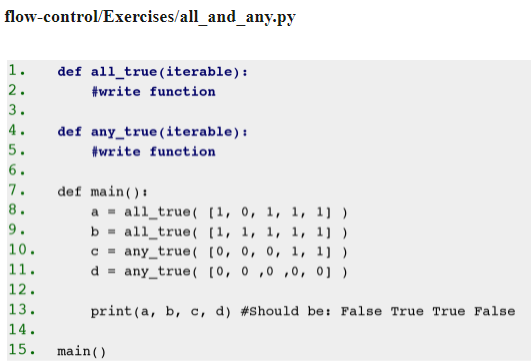 flow-control/Exercises/all_and_any.py
1. def all_true(iterable):
2. #write function
3.
4. def any_true(iterable):
5. #write function
6.
7. def main():
8. a = all_true( [1, 0, 1, 1, 1] )
9. b = all_true( [1, 1, 1, 1, 1] )
10. c = any_true( [0, 0, 0, 1, 1] )
11. d = any_true( [0, 0 ,0 ,0, 0] )
12.
13. print(a, b, c, d) #Should be: False True True False
14.
15. main()